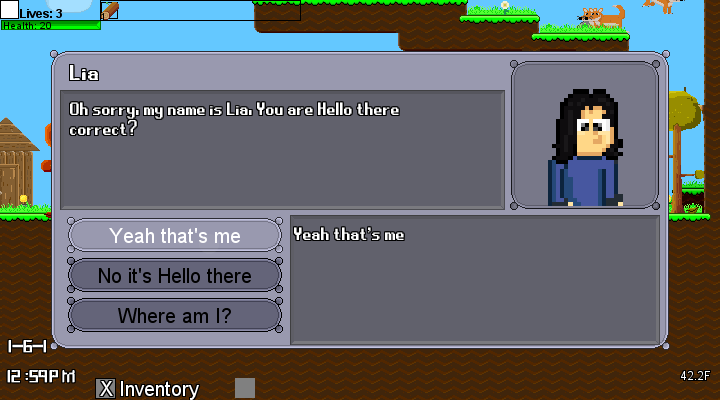 Lives: 3
Health: 20
Lia
Oh sorry, my name is Lia. You are Hello there
correct?
Yeah that's me
No it's Hello there
Where am I?
Yeah that's me
1-6-1
12:59PM
X Inventory
42.2F